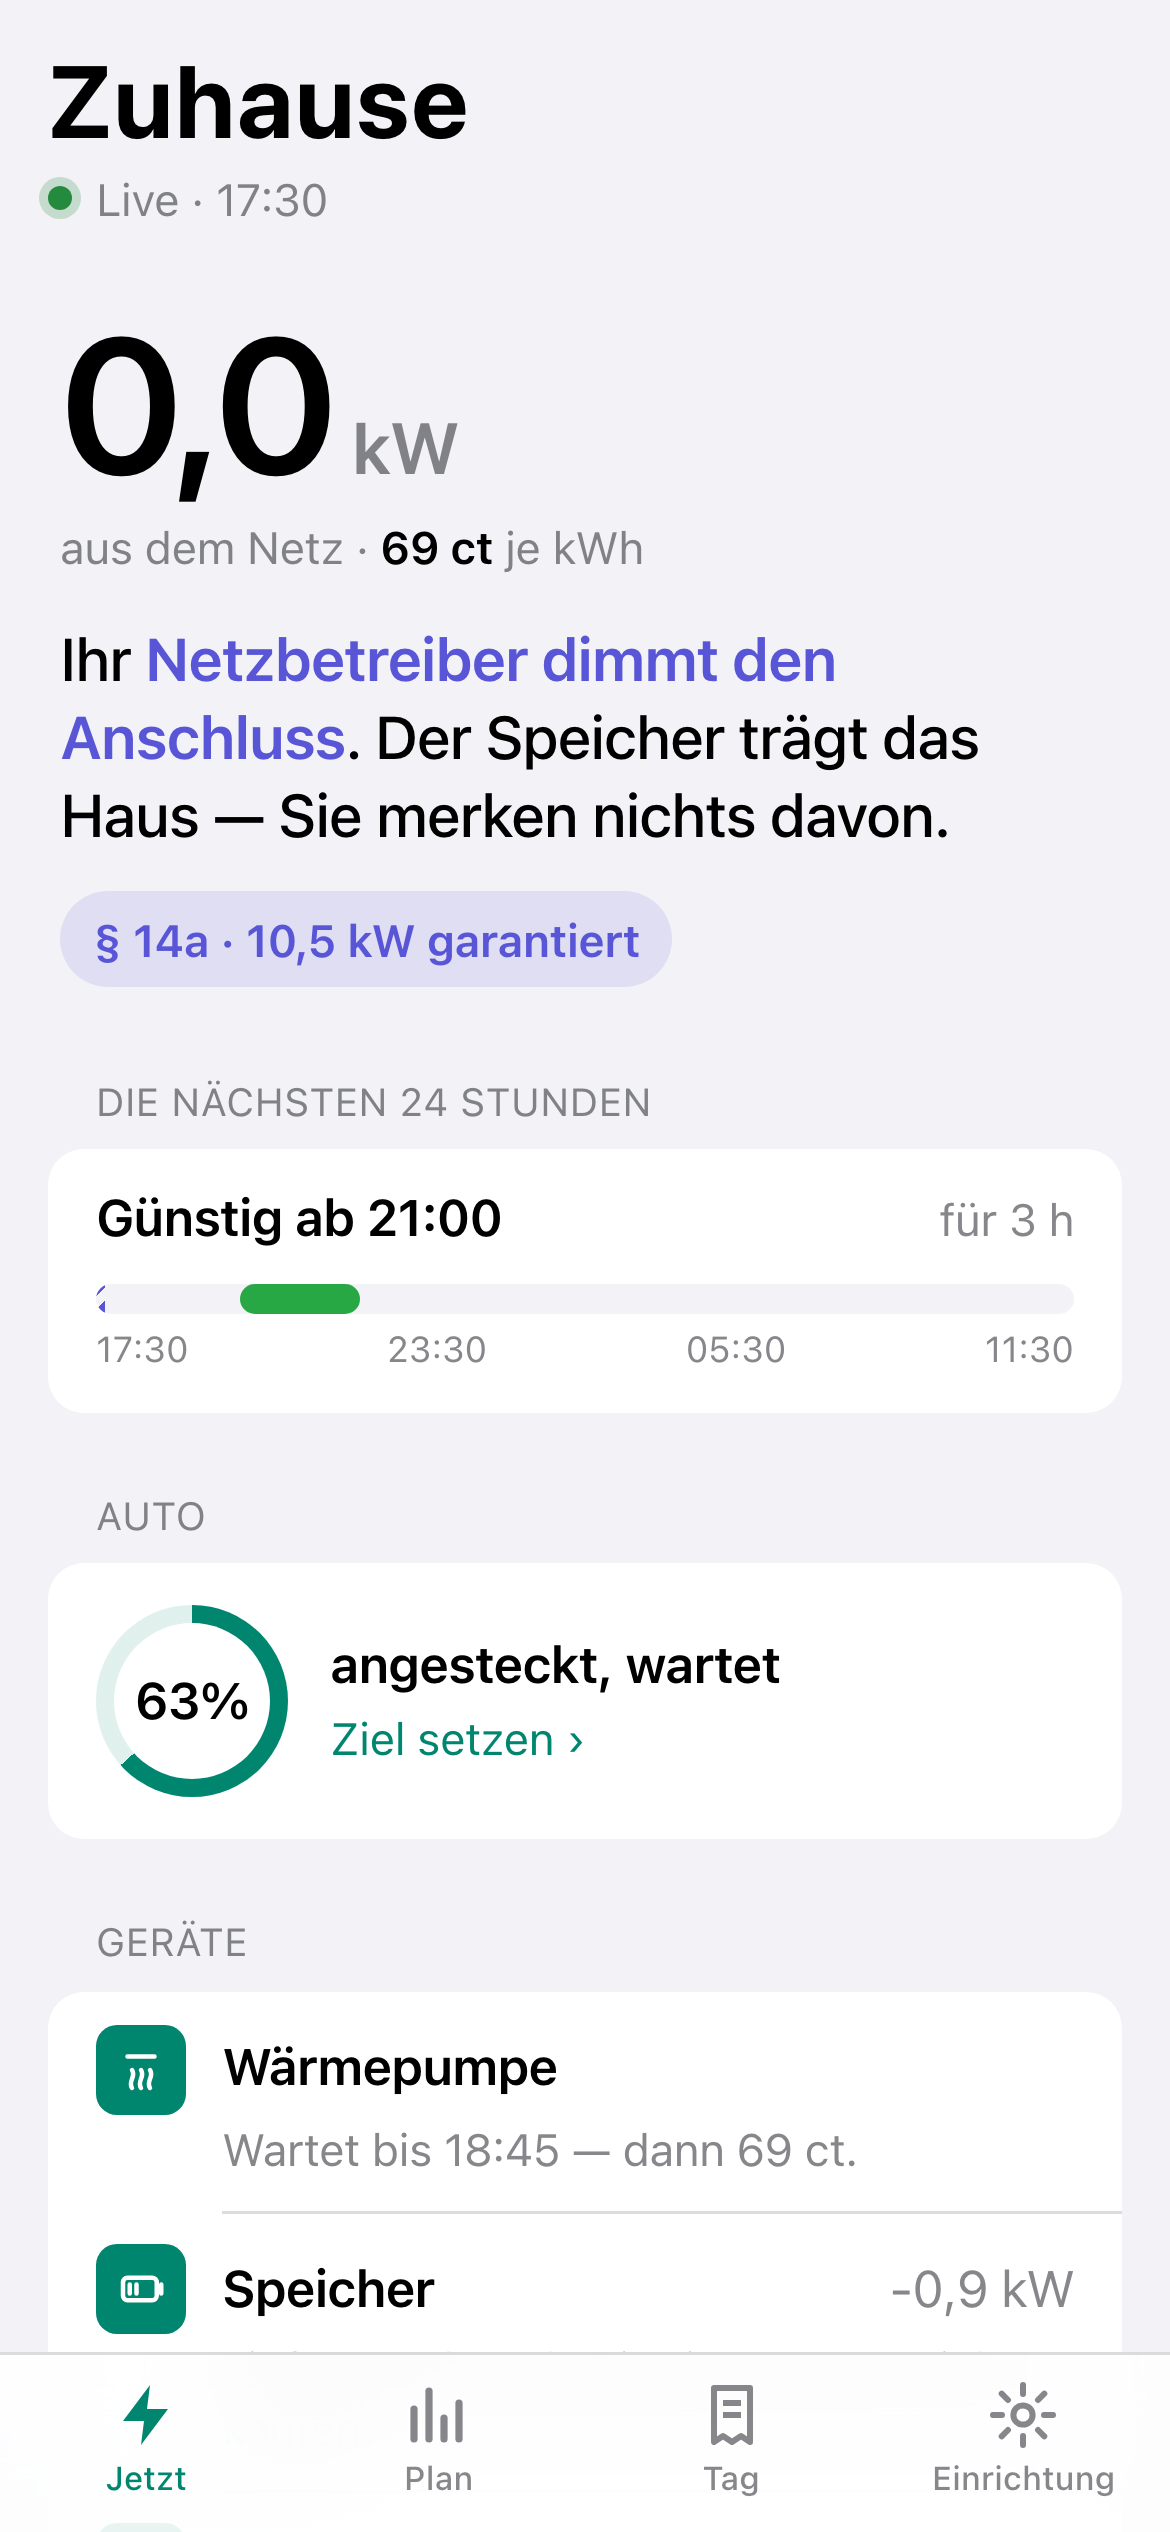 Zuhause
Live · 17:30
0,0 kW
aus dem Netz · 69 ct je kWh
Ihr Netzbetreiber dimmt den
Anschluss. Der Speicher trägt das
Haus — Sie merken nichts davon.
§ 14a · 10,5 kW garantiert
DIE NÄCHSTEN 24 STUNDEN
Günstig ab 21:00 für 3 h
17:30 23:30 05:30 11:30
AUTO
63% angesteckt, wartet
Ziel setzen ›
GERÄTE
Wärmepumpe
Wartet bis 18:45 — dann 69 ct.
Speicher -0,9 kW
Jetzt Plan Tag Einrichtung